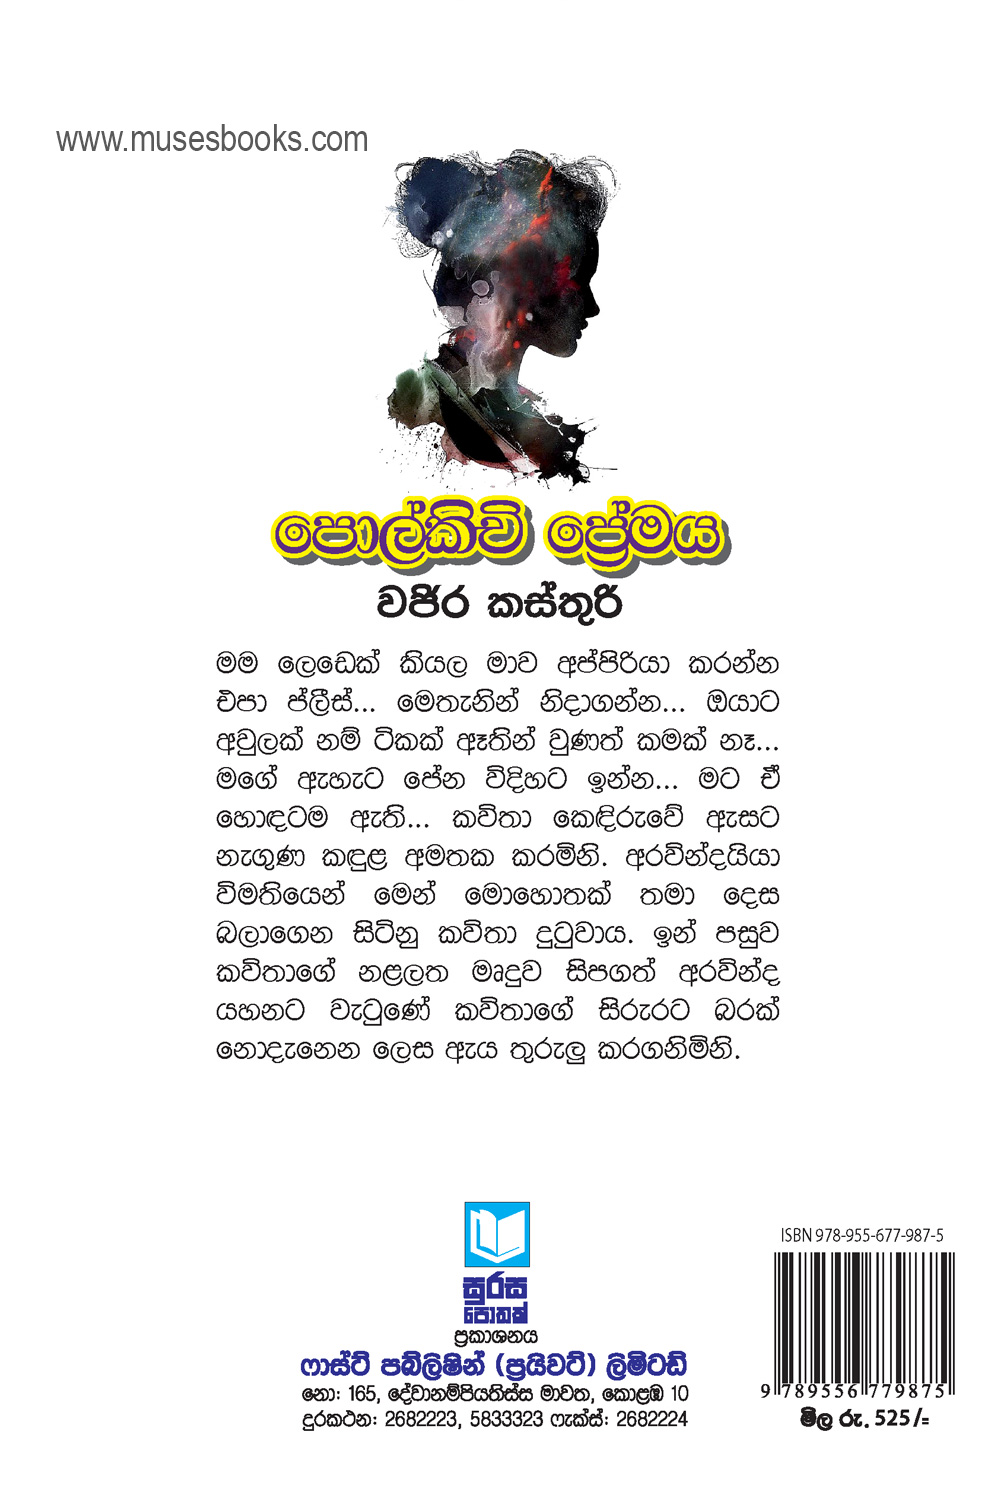 www.musesbooks.com
පොල්කිචි ප්‍රේමය
වජිර කස්තුරි
මම ලෙඩෙක් කියල මාව අප්පිරියා කරන්න
එපා ප්ලීස්... මෙතැනින් නිදාගන්න... ඔයාට
අවුලක් නම් ටිකක් ඈතින් වුණත් කමක් නෑ...
මගේ ඇහැට පේන විදිහට ඉන්න... මට ඒ
හොඳටම ඇති... කවිතා කෙඳිරුවේ ඇසට
නැගුණ කඳුළ අමතක කරමිනි. අරවින්දයියා
විමතියෙන් මෙන් මොහොතක් තමා දෙස
බලාගෙන සිටිනු කවිතා දුටුවාය. ඉන් පසුව
කවිතාගේ නළලත මෘදුව සිපගත් අරවින්ද
යහනට වැටුණේ කවිතාගේ සිරුරට බරක්
නොදැනෙන ලෙස ඇය තුරුලු කරගනිමිනි.
සුරස
පොතක්
ප්‍රකාශනය
ෆාස්ට් පබ්ලිෂින් (ප්‍රයිවට්) ලිමිටඩ්
නො: 165, දේවානම්පියතිස්ස මාවත, කොළඹ 10
දුරකථන: 2682223, 5833323 ෆැක්ස්: 2682224
ISBN 978-955-677-987-5
9 789556 779875
මිල රු. 525/=